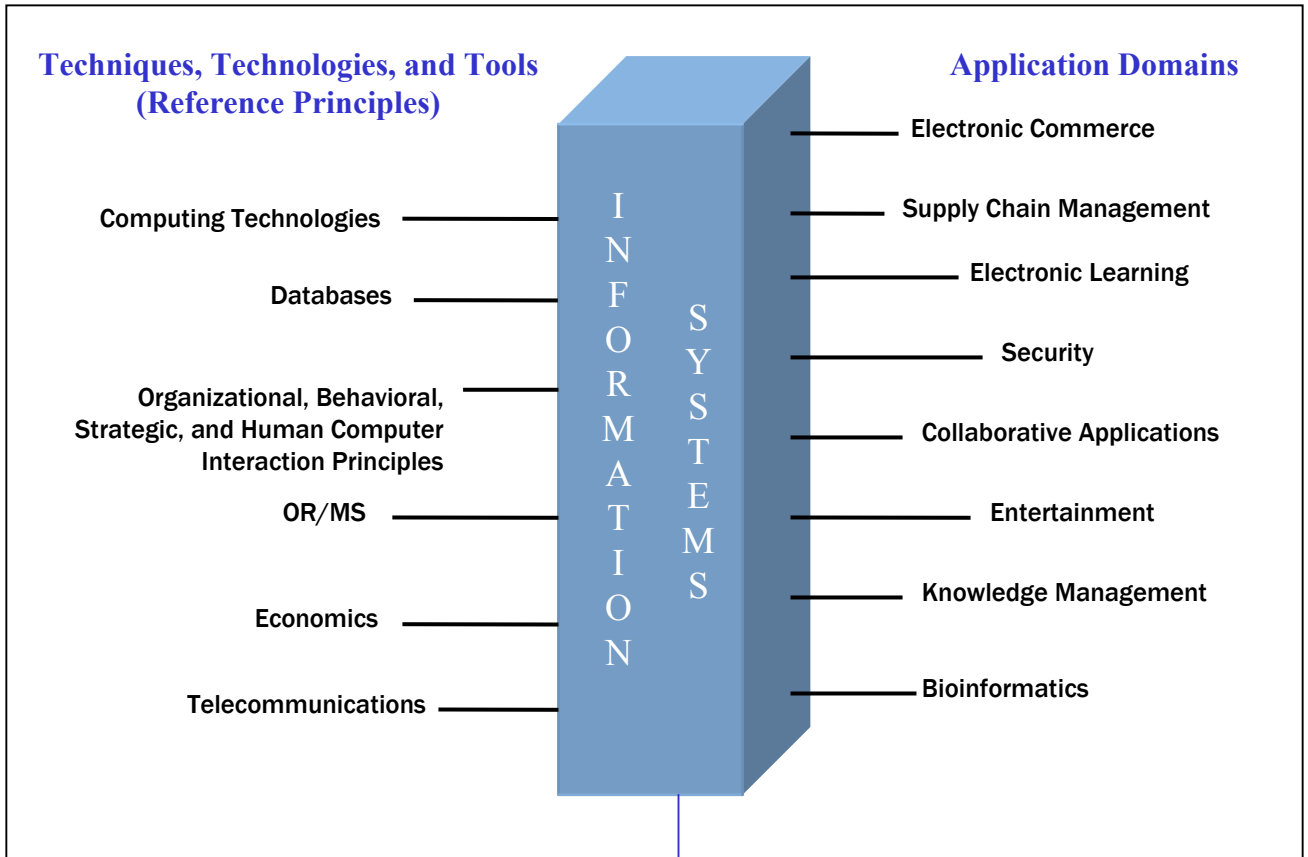 Techniques, Technologies, and Tools
(Reference Principles)
Computing Technologies
Databases
Organizational, Behavioral,
Strategic, and Human Computer
Interaction Principles
OR/MS
Economics
Telecommunications
INFORMATION
SYSTEMS
Application Domains
Electronic Commerce
Supply Chain Management
Electronic Learning
Security
Collaborative Applications
Entertainment
Knowledge Management
Bioinformatics